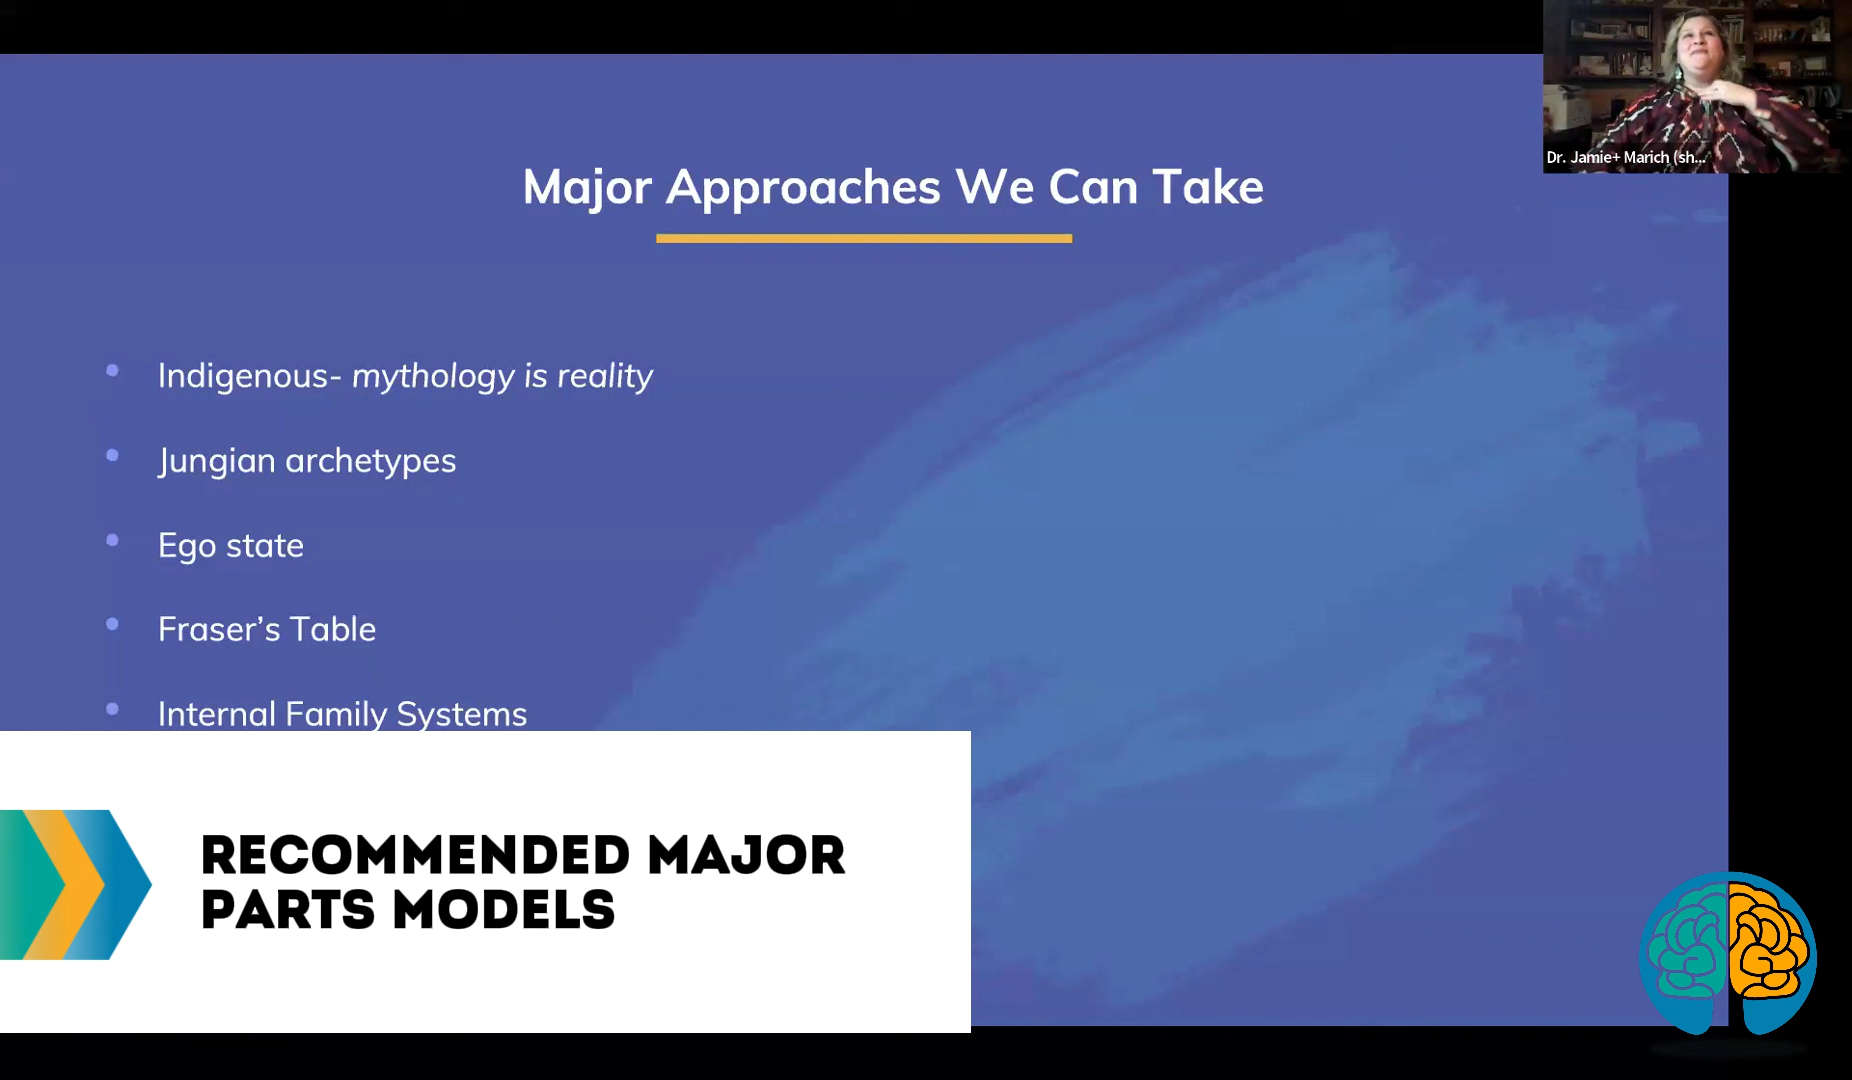 Dr. Jamie+ Marich (sh...
Major Approaches We Can Take
Indigenous- mythology is reality
Jungian archetypes
Ego state
Fraser’s Table
Internal Family Systems
RECOMMENDED MAJOR
PARTS MODELS